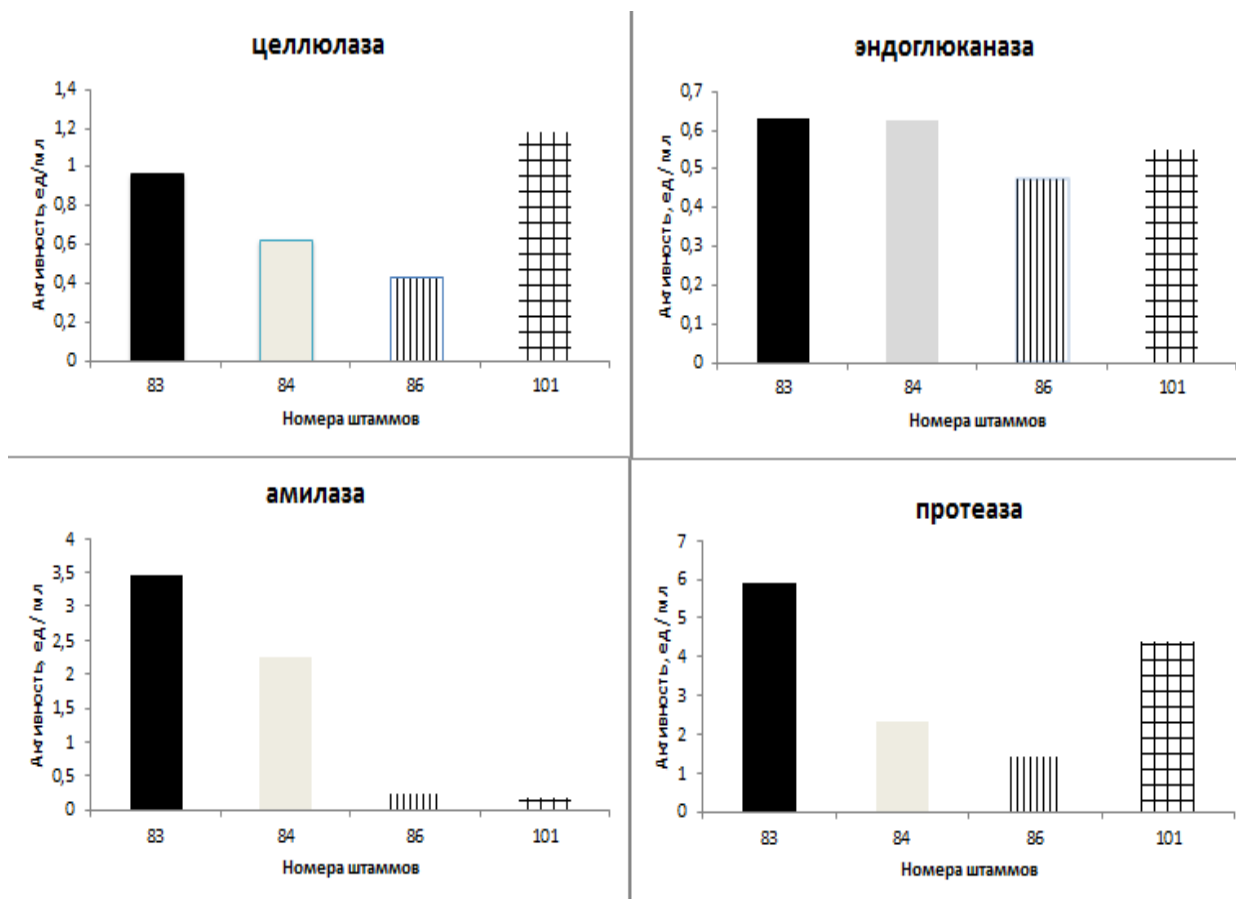 целлюлаза
Активность, ед/мл
1,4
1,2
1
0,8
0,6
0,4
0,2
0
83 84 86 101
Номера штаммов
эндоглюканаза
Активность, ед/мл
0,7
0,6
0,5
0,4
0,3
0,2
0,1
0
83 84 86 101
Номера штаммов
амилаза
Активность, ед/мл
4
3,5
3
2,5
2
1,5
1
0,5
0
83 84 86 101
Номера штаммов
протеаза
Активность, ед/мл
7
6
5
4
3
2
1
0
83 84 86 101
Номера штаммов